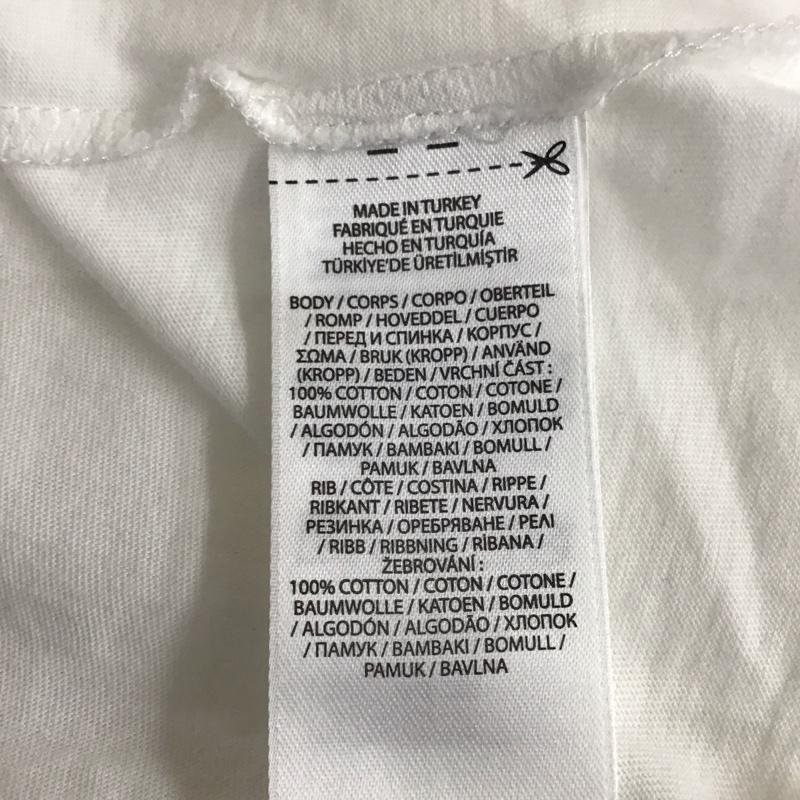 MADE IN TURKEY
FABRIQUÉ EN TURQUIE
HECHO EN TURQUÍA
TÜRKİYE'DE ÜRETİLMİŞTİR
BODY / CORPS / CORPO / OBERTEIL
/ ROMP / HOVEDDEL / CUERPO
/ ПЕРЕД И СПИНКА / КОРПУС /
ΣΩΜΑ / BRUK (KROPP) / ANVÄND
(KROPP) / BEDEN / VRCHNÍ ČÁST :
100% COTTON / COTON / COTONE /
BAUMWOLLE / KATOEN / BOMULD
/ ALGODÓN / ALGODÃO / ХЛОПОК
/ ПАМУК / BAMBAKI / BOMULL /
PAMUK / BAVLNA
RIB / CÔTE / COSTINA / RIPPE /
RIBKANT / RIBETE / NERVURA /
РЕЗИНКА / ОРЕБРЯВАНЕ / ΡΕΛΙ
/ RIBB / RIBBNING / RİBANA /
ŽEBROVÁNÍ :
100% COTTON / COTON / COTONE /
BAUMWOLLE / KATOEN / BOMULD
/ ALGODÓN / ALGODÃO / ХЛОПОК
/ ПАМУК / BAMBAKI / BOMULL /
PAMUK / BAVLNA